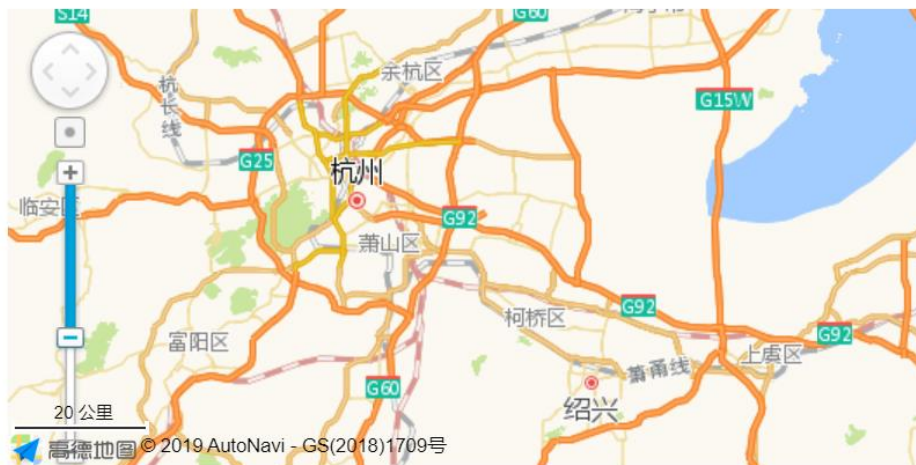 S14
G60
余杭区
杭长线
G15W
G25
杭州
临安区
G92
萧山区
G92
柯桥区
富阳区
G92
上虞区
萧甬线
G60
绍兴
20 公里
高德地图 © 2019 AutoNavi - GS(2018)1709号